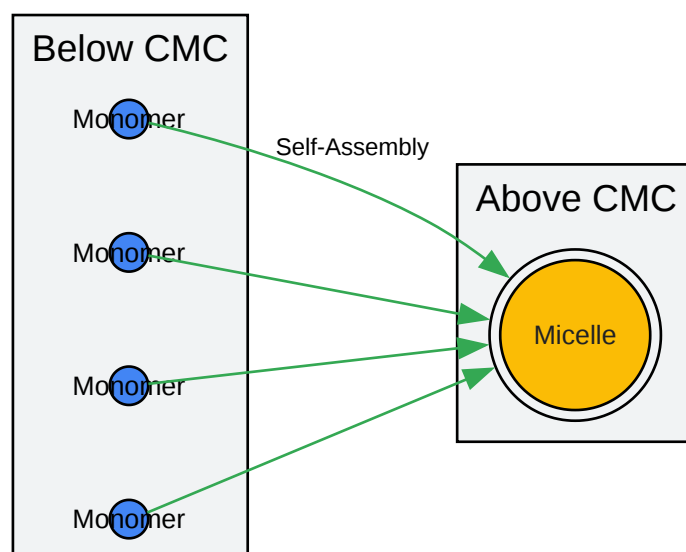 Below CMC
Monomer
Self-Assembly
Above CMC
Monomer
Micelle
Monomer
Monomer